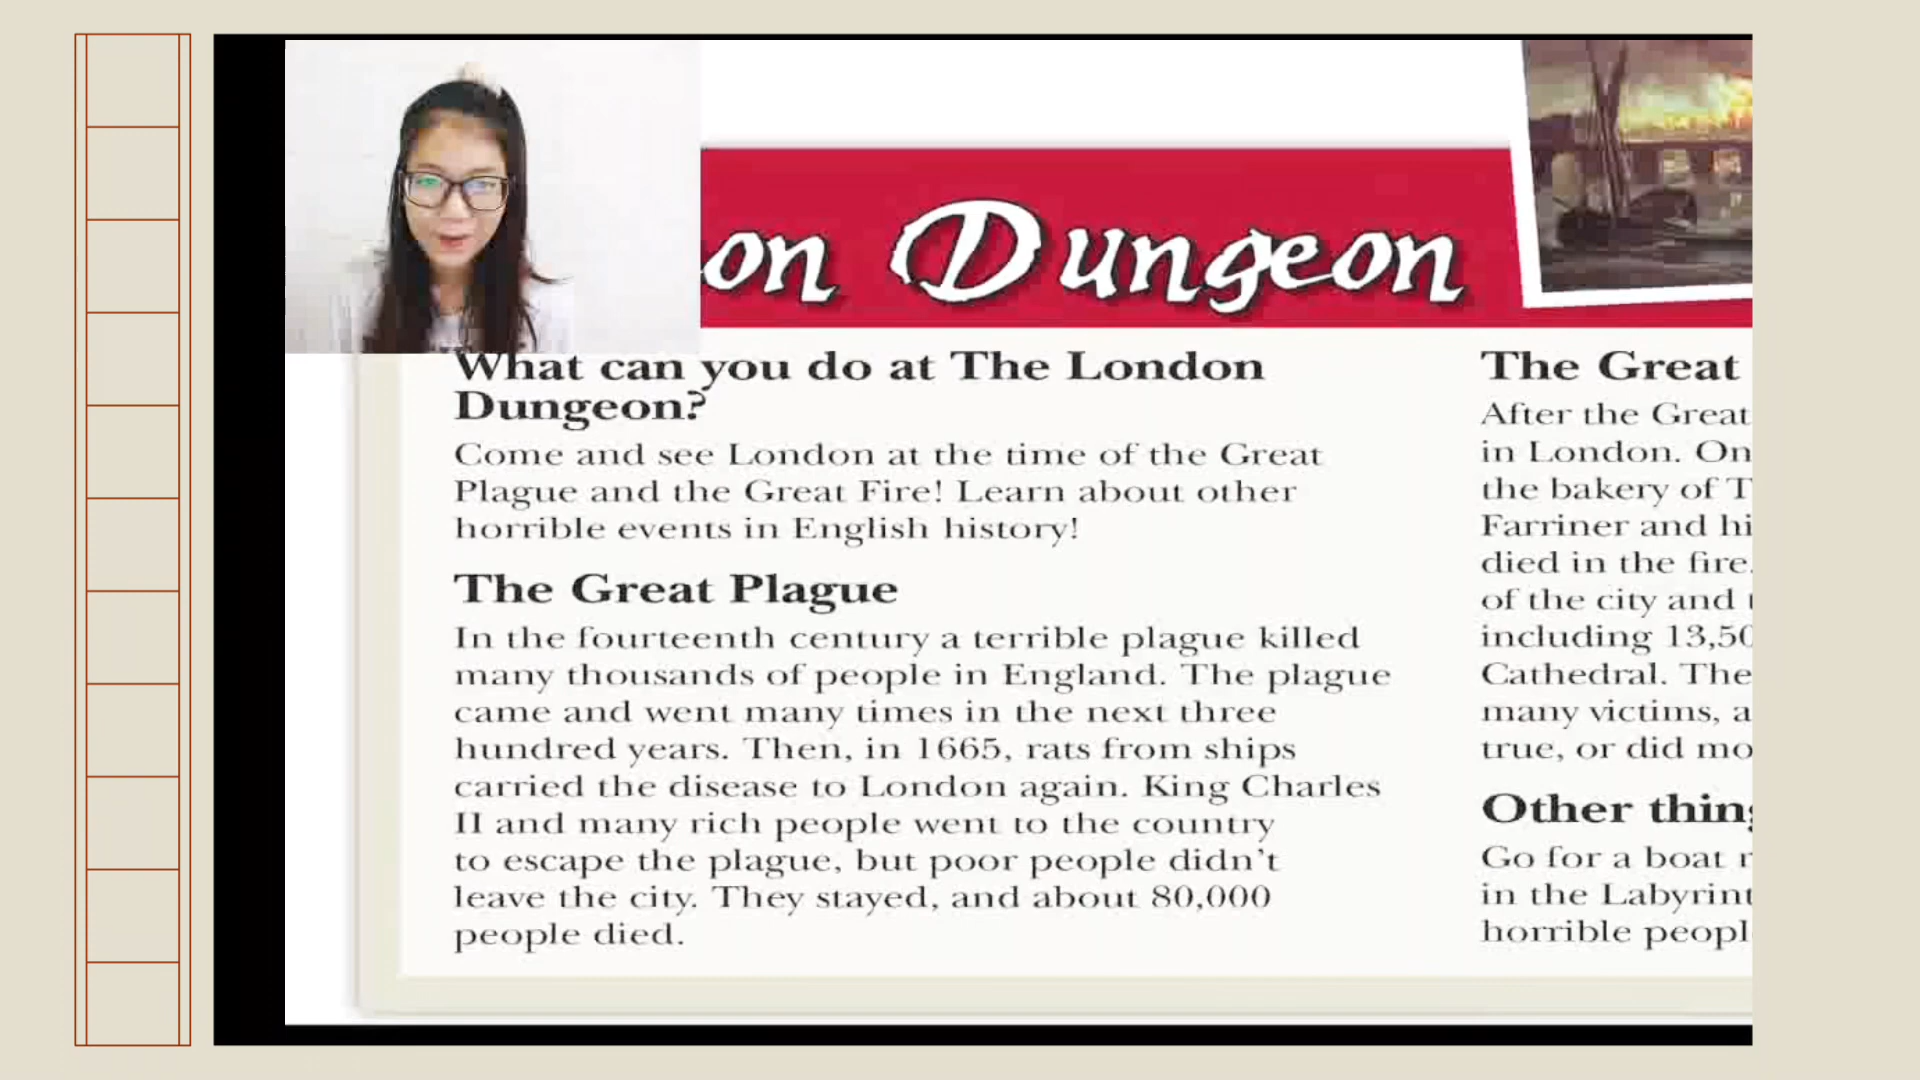 on Dungeon
What can you do at The London
Dungeon?
Come and see London at the time of the Great
Plague and the Great Fire! Learn about other
horrible events in English history!
The Great Plague
In the fourteenth century a terrible plague killed
many thousands of people in England. The plague
came and went many times in the next three
hundred years. Then, in 1665, rats from ships
carried the disease to London again. King Charles
II and many rich people went to the country
to escape the plague, but poor people didn't
leave the city. They stayed, and about 80,000
people died.
The Great
After the Great
in London. On
the bakery of T
Farriner and hi
died in the fire.
of the city and
including 13,50
Cathedral. The
many victims, a
true, or did mo
Other thin
Go for a boat r
in the Labyrint
horrible peopl